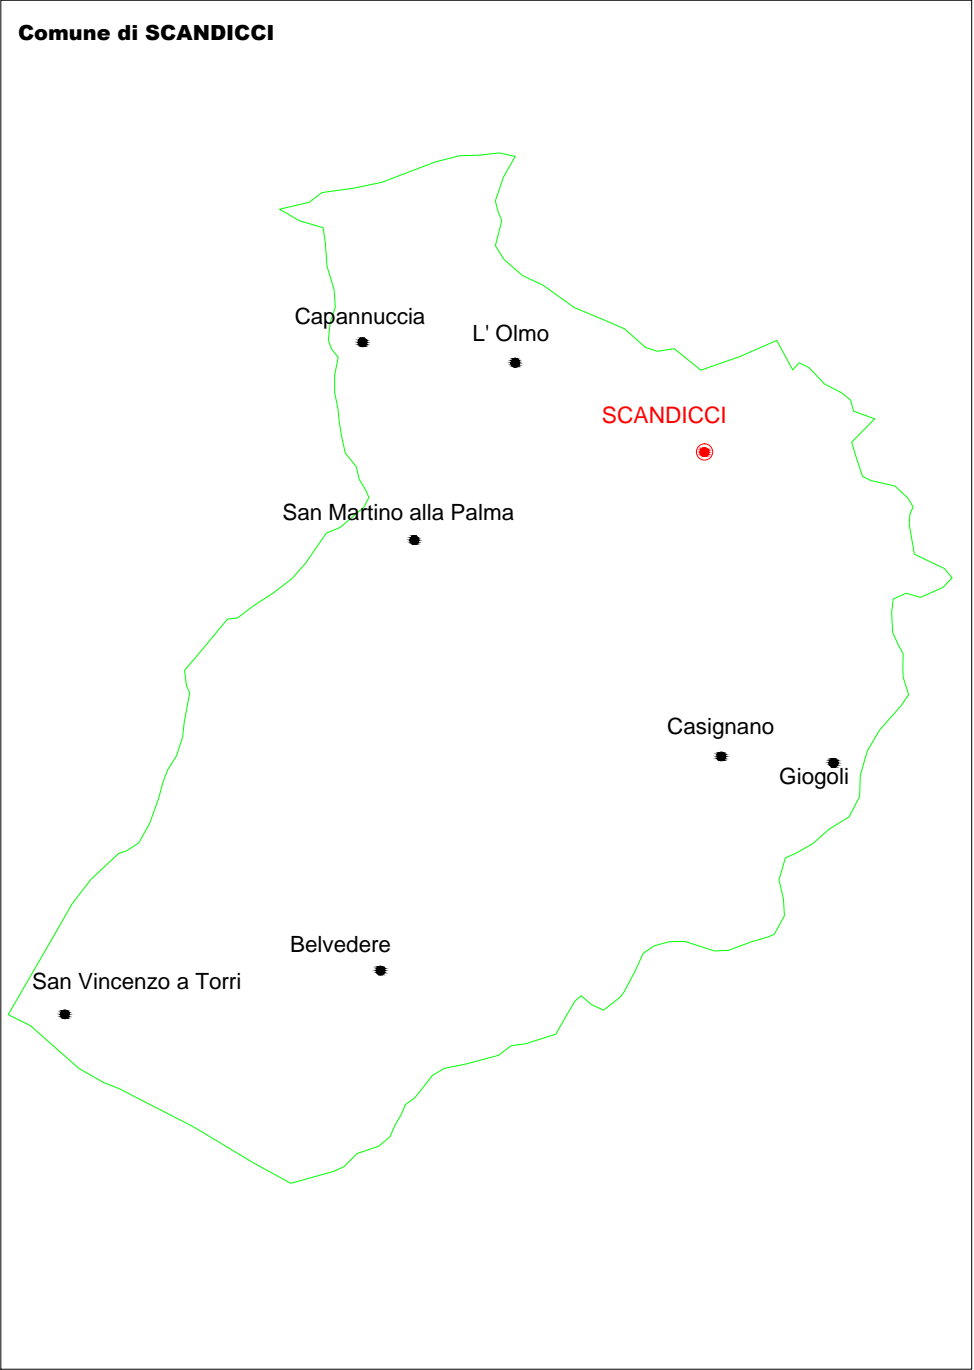 Comune di SCANDICCI
Capannuccia
L' Olmo
SCANDICCI
San Martino alla Palma
Casignano
Giogoli
Belvedere
San Vincenzo a Torri